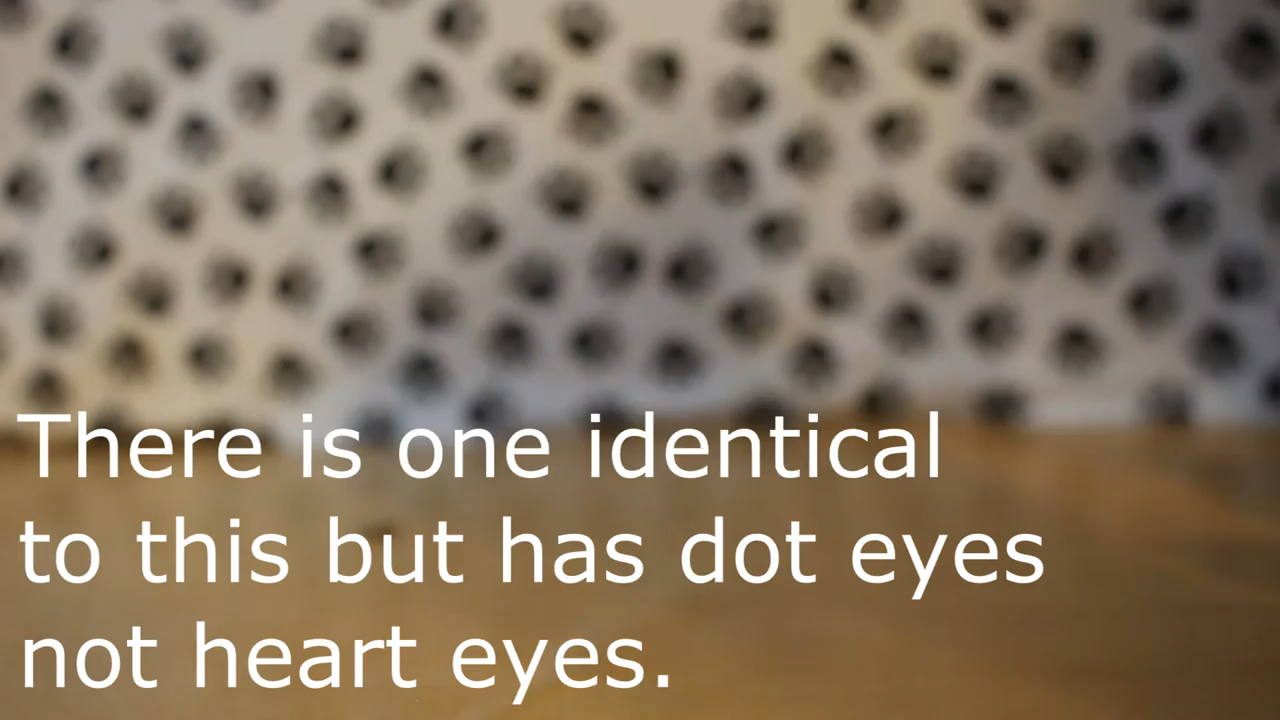 There is one identical
to this but has dot eyes
not heart eyes.